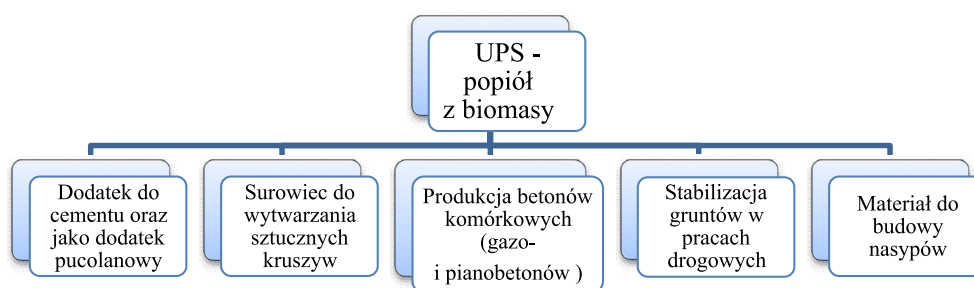 UPS -
popiół
z biomasy
Dodatek do
cementu oraz
jako dodatek
pucolanowy
Surowiec do
wytwarzania
sztucznych
kruszyw
Produkcja betonów
komórkowych
(gazo-
i pianobetonów )
Stabilizacja
gruntów w
pracach
drogowych
Materiał do
budowy
nasypów